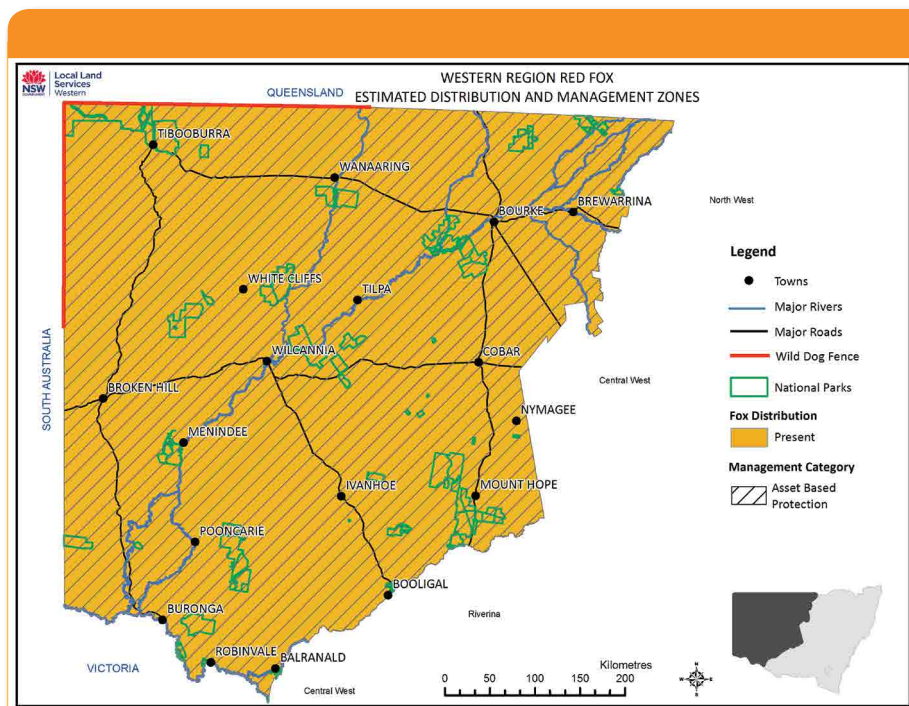 NSW
GOVERNMENT
Local Land
Services
Western
WESTERN REGION RED FOX
ESTIMATED DISTRIBUTION AND MANAGEMENT ZONES
QUEENSLAND
TIBOOBURRA
WANAARING
BREWARRINA
BOURKE
North West
WHITE CLIFFS
TILPA
SOUTH AUSTRALIA
WILCANNIA
COBAR
BROKEN HILL
Central West
NYMAGEE
MENINDEE
IVANHOE
MOUNT HOPE
POONCARIE
BOOLIGAL
BURONGA
Riverina
ROBINVALE
BALRANALD
VICTORIA
Central West
Legend
Towns
Major Rivers
Major Roads
Wild Dog Fence
National Parks
Fox Distribution
Present
Management Category
Asset Based
Protection
Kilometres
0 50 100 150 200
N
W E
S